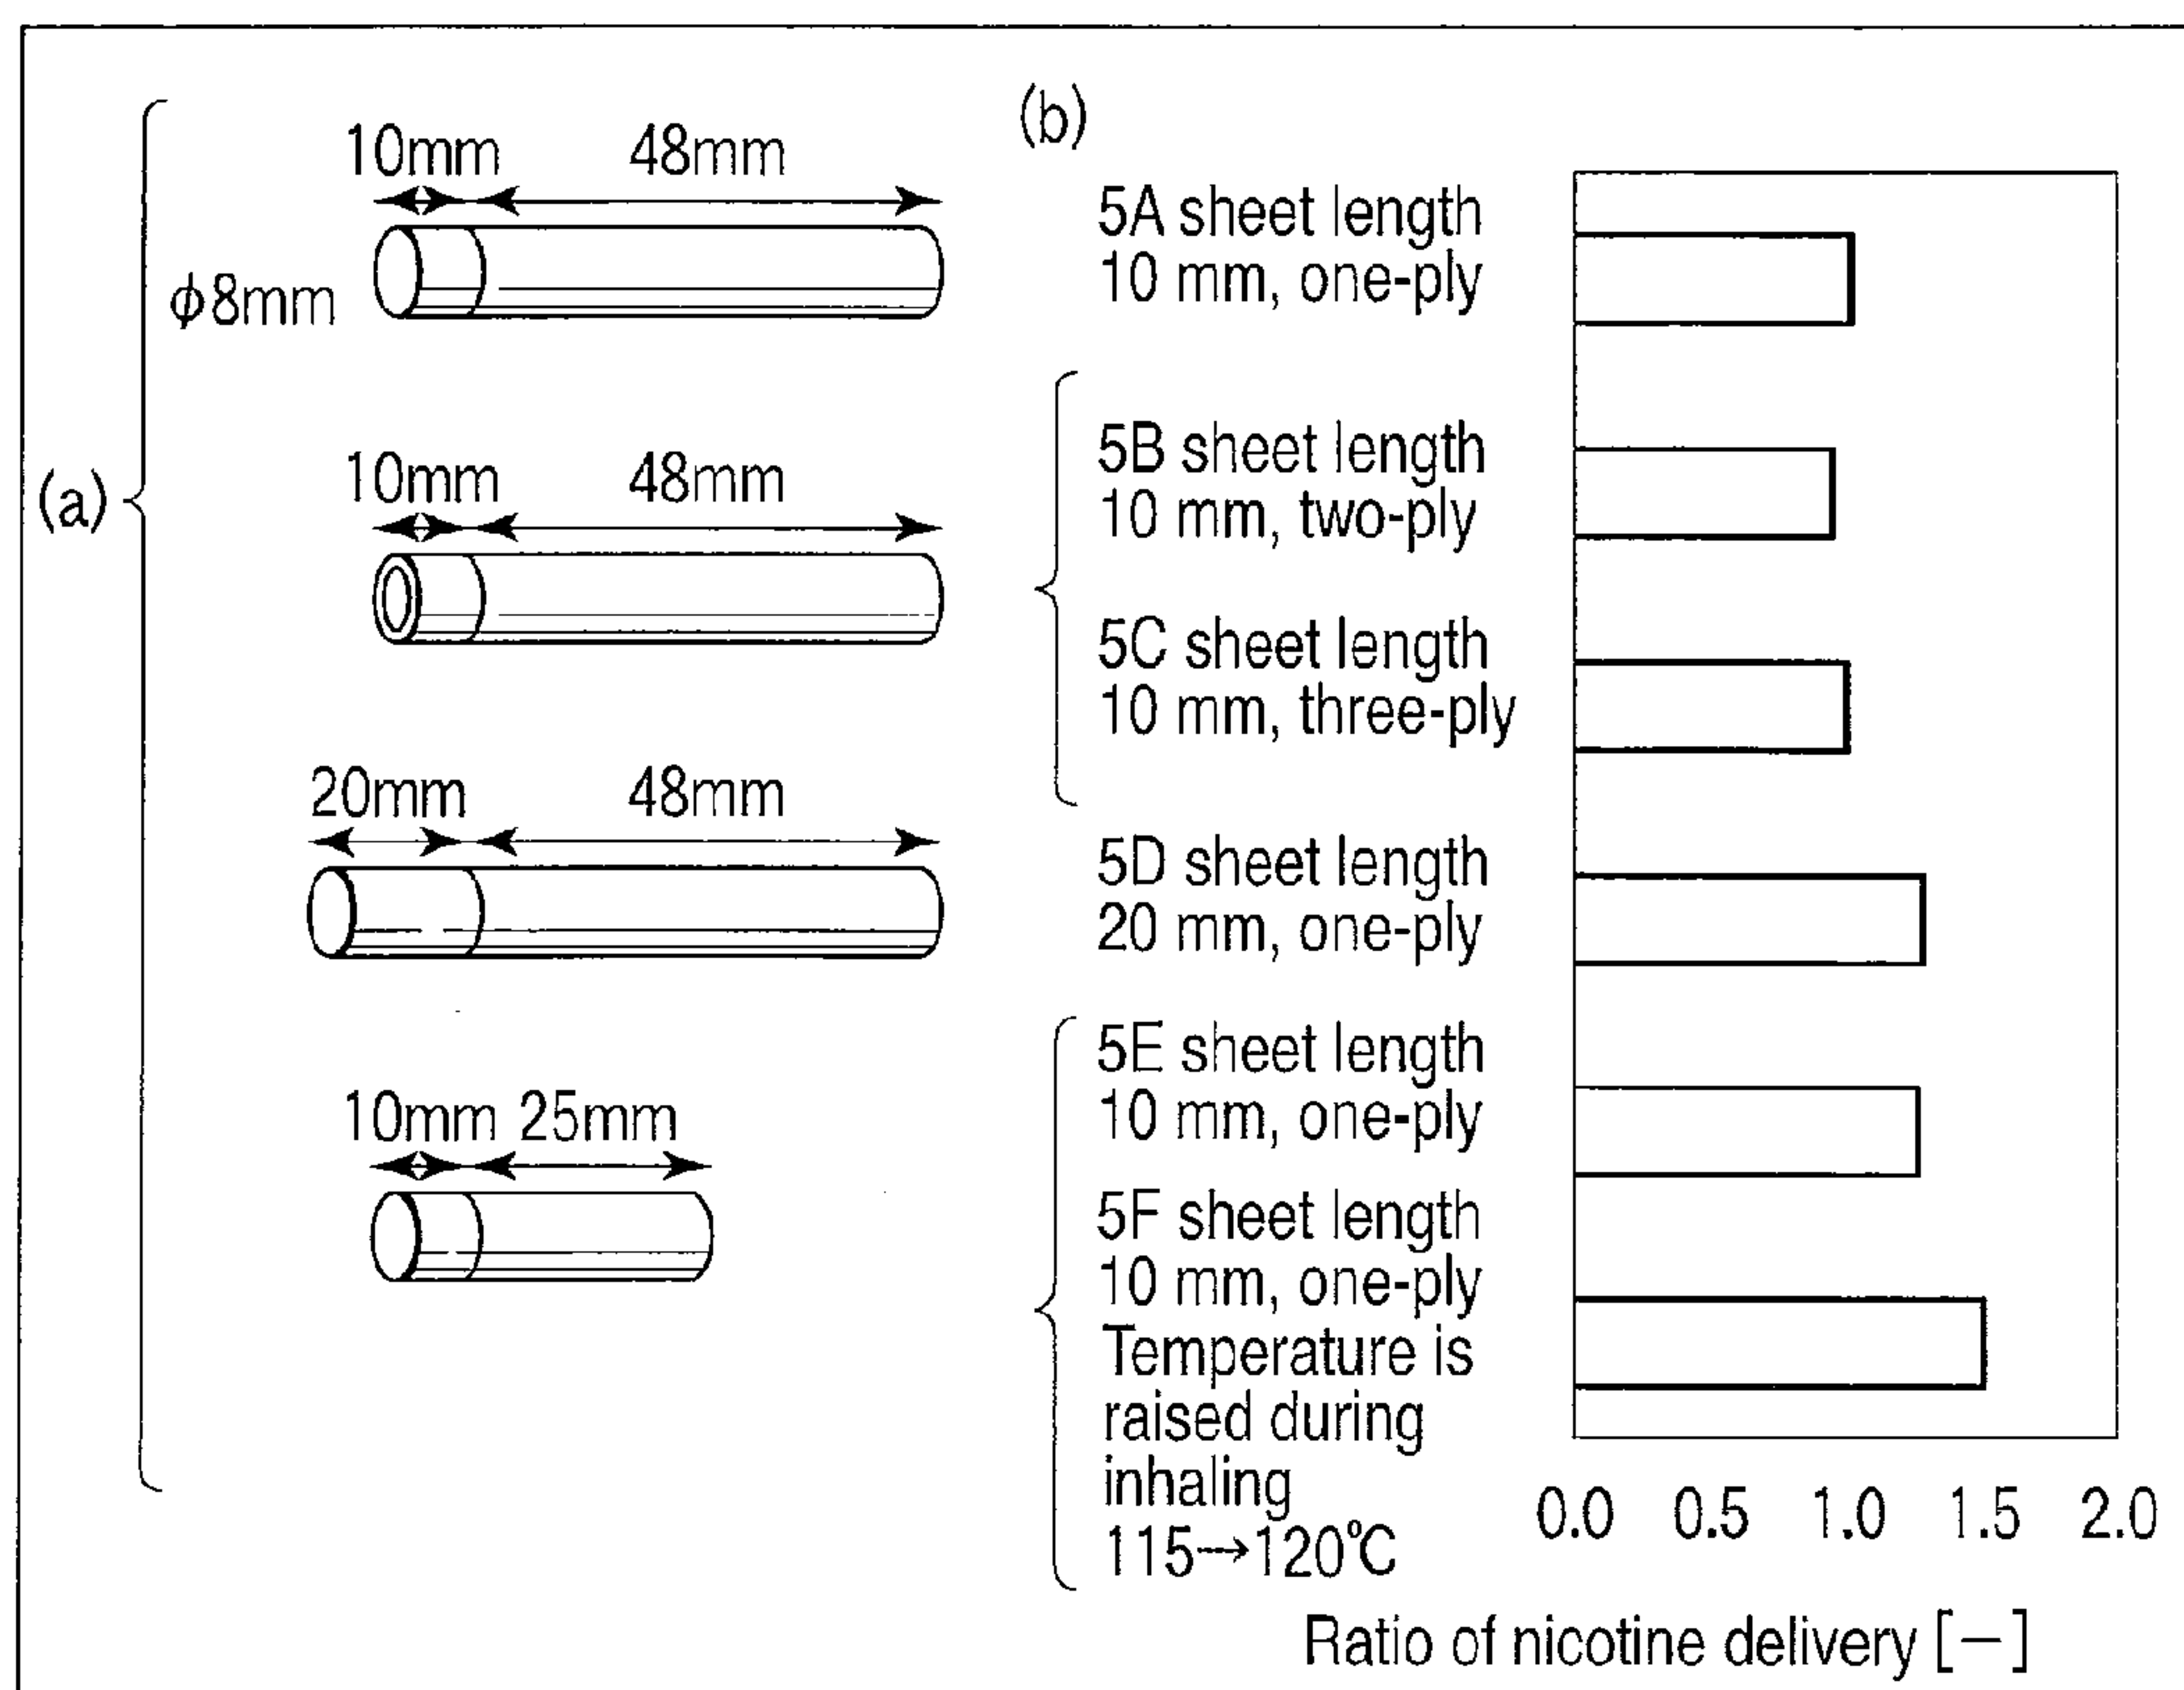 (a)
10mm 48mm
φ8mm
10mm 48mm
20mm 48mm
10mm 25mm
(b)
5A sheet length
10 mm, one-ply
5B sheet length
10 mm, two-ply
5C sheet length
10 mm, three-ply
5D sheet length
20 mm, one-ply
5E sheet length
10 mm, one-ply
5F sheet length
10 mm, one-ply
Temperature is
raised during
inhaling
115→120℃
0.0 0.5 1.0 1.5 2.0
Ratio of nicotine delivery [－]